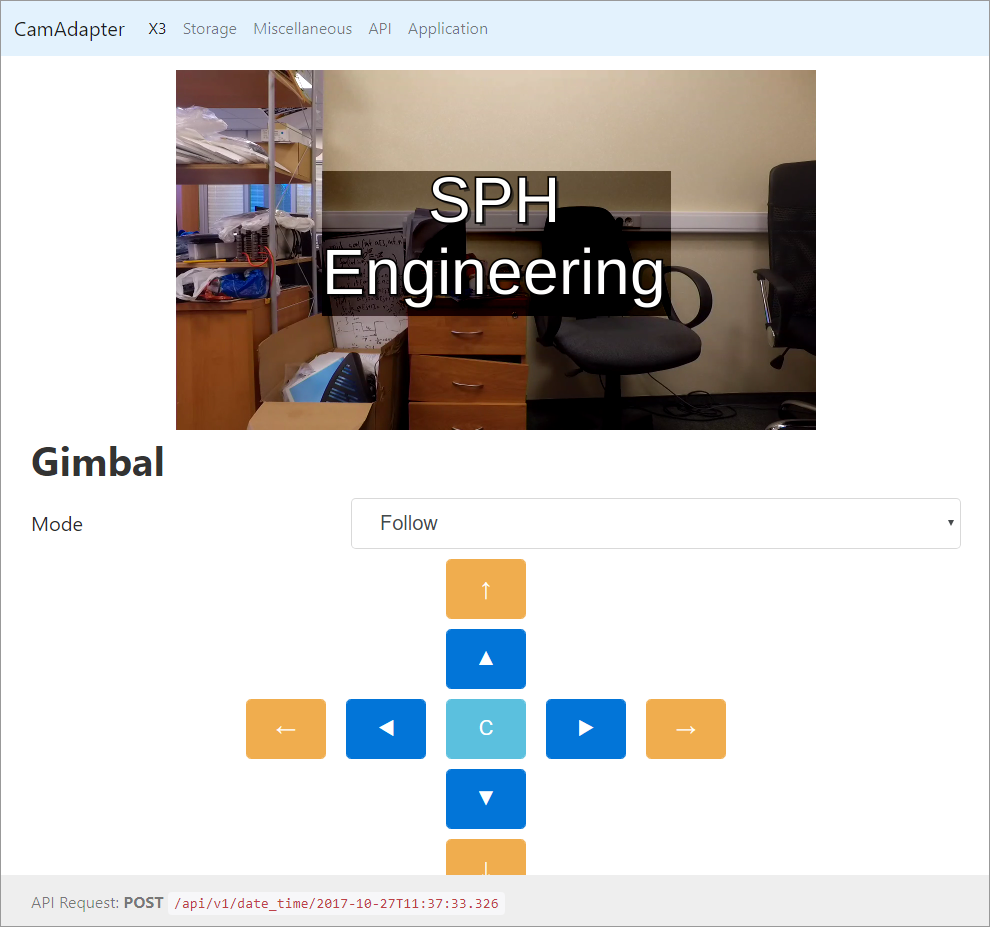 CamAdapter X3 Storage Miscellaneous API Application
SPH
Engineering
Gimbal
Mode Follow ▾
↑
▲
← ◀ C ▶ →
▼
↓
API Request: POST /api/v1/date_time/2017-10-27T11:37:33.326